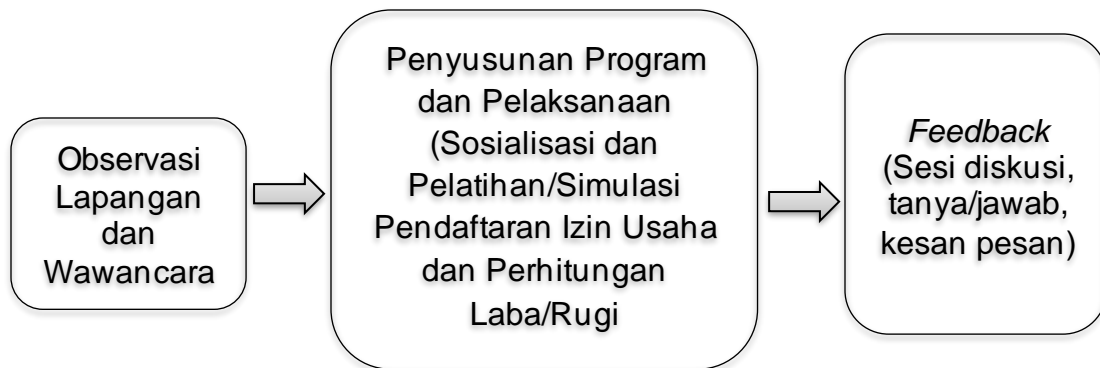 Observasi
Lapangan
dan
Wawancara
Penyusunan Program
dan Pelaksanaan
(Sosialisasi dan
Pelatihan/Simulasi
Pendaftaran Izin Usaha
dan Perhitungan
Laba/Rugi
Feedback
(Sesi diskusi,
tanya/jawab,
kesan pesan)